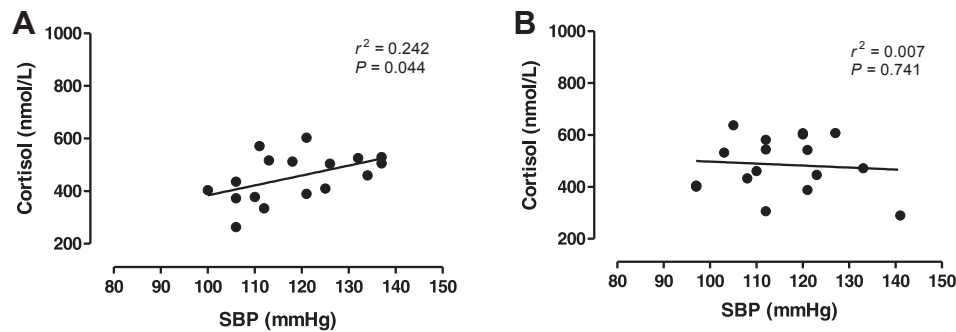 A
r² = 0.242
P = 0.044
Cortisol (nmol/L)
1000
800
600
400
200
80 90 100 110 120 130 140 150
SBP (mmHg)
B
r² = 0.007
P = 0.741
Cortisol (nmol/L)
1000
800
600
400
200
80 90 100 110 120 130 140 150
SBP (mmHg)